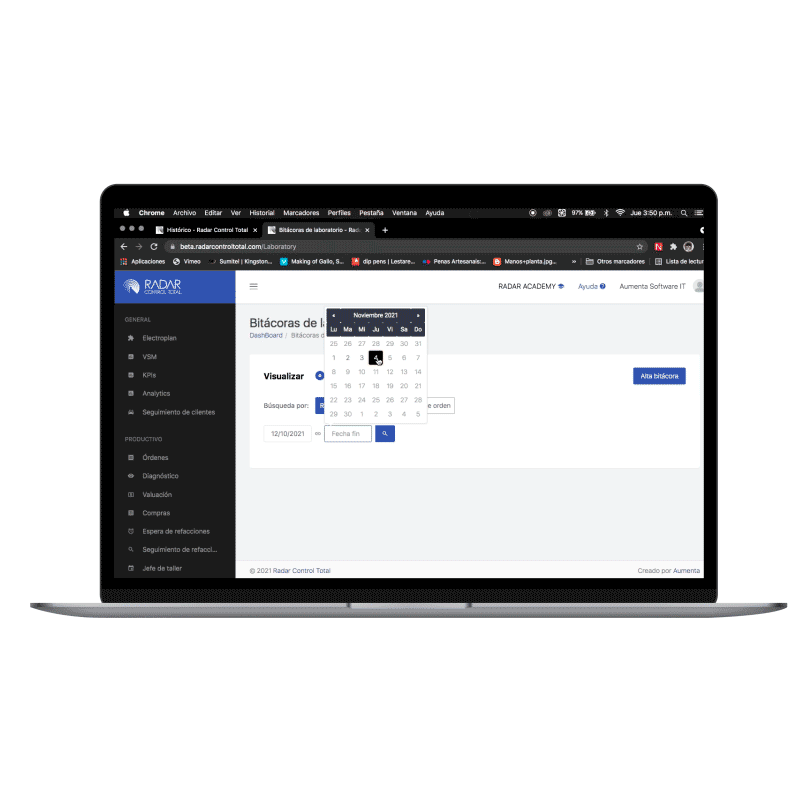 Chrome Archivo Editar Ver Historial Marcadores Perfiles Pestaña Ventana Ayuda 97% Jue 3:50 p.m.
Histórico - Radar Control Total × Bitácoras de laboratorio - Rad × +
beta.radarcontroltotal.com/Laboratory
Aplicaciones Vimeo Sumitel | Kingston... Making of Gallo, S... dip pens | Lestare... Penas Artesanais:... Manos+planta.jpg... » Otros marcadores Lista de lectur
RADAR
CONTROL TOTAL
RADAR ACADEMY Ayuda Aumenta Software IT
GENERAL
Electroplan
VSM
KPIs
Analytics
Seguimiento de clientes
PRODUCTIVO
Órdenes
Diagnóstico
Valuación
Compras
Espera de refacciones
Seguimiento de refacci...
Jefe de taller
Bitácoras de l
DashBoard / Bitácoras d
« Noviembre 2021 »
Lu Ma Mi Ju Vi Sa Do
25 26 27 28 29 30 31
1 2 3 4 5 6 7
8 9 10 11 12 13 14
15 16 17 18 19 20 21
22 23 24 25 26 27 28
29 30 1 2 3 4 5
Visualizar
Alta bitácora
Búsqueda por: R e orden
12/10/2021 Fecha fin
© 2021 Radar Control Total
Creado por Aumenta